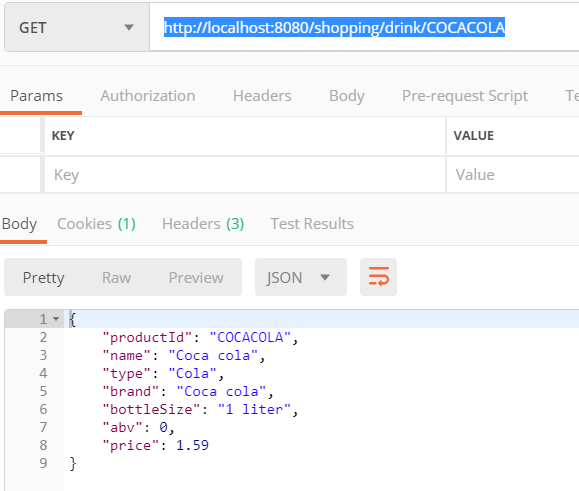 GET http://localhost:8080/shopping/drink/COCACOLA
Params Authorization Headers Body Pre-request Script Te
KEY VALUE
Key Value
Body Cookies (1) Headers (3) Test Results
Pretty Raw Preview JSON
1 {
2 "productId": "COCACOLA",
3 "name": "Coca cola",
4 "type": "Cola",
5 "brand": "Coca cola",
6 "bottleSize": "1 liter",
7 "abv": 0,
8 "price": 1.59
9 }